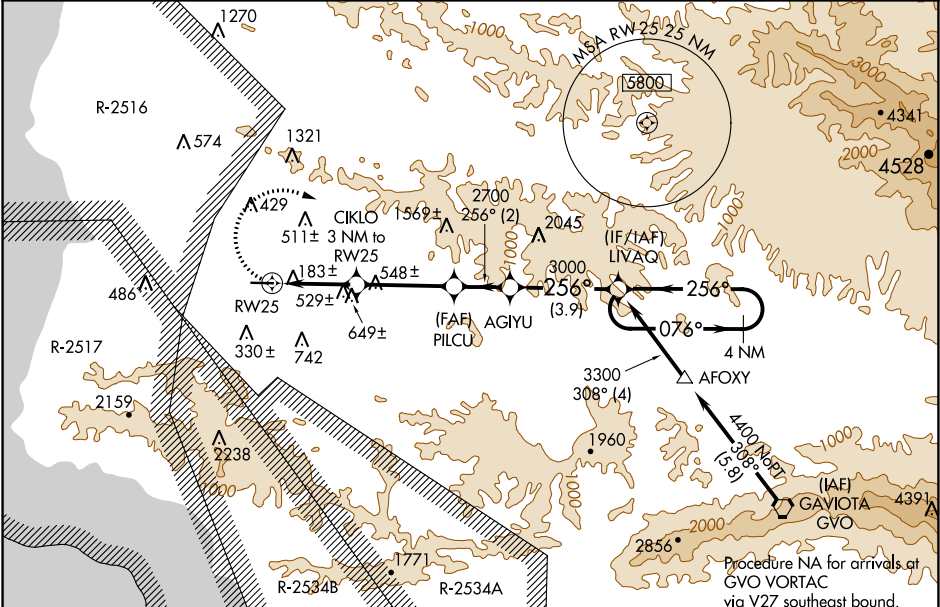 1270
1000
MSA RW25 25 NM
5800
3000
4341
2000
4528
R-2516
574
1321
1000
429
511±
CIKLO
3 NM to
RW25
1569±
2700
256° (2)
1000
2045
(IF/IAF)
LIVAQ
183±
548±
3000
256°
(3.9)
256°
486
RW25
529±
649±
(FAF)
PILCU
AGIYU
076°
4 NM
R-2517
330±
742
3300
308° (4)
AFOXY
2159
2238
1000
1960
1000
4400 NoPT
308°
(5.8)
1000
(IAF)
GAVIOTA
GVO
4391
2000
2856
1771
R-2534B
R-2534A
Procedure NA for arrivals at
GVO VORTAC
via V27 southeast bound.